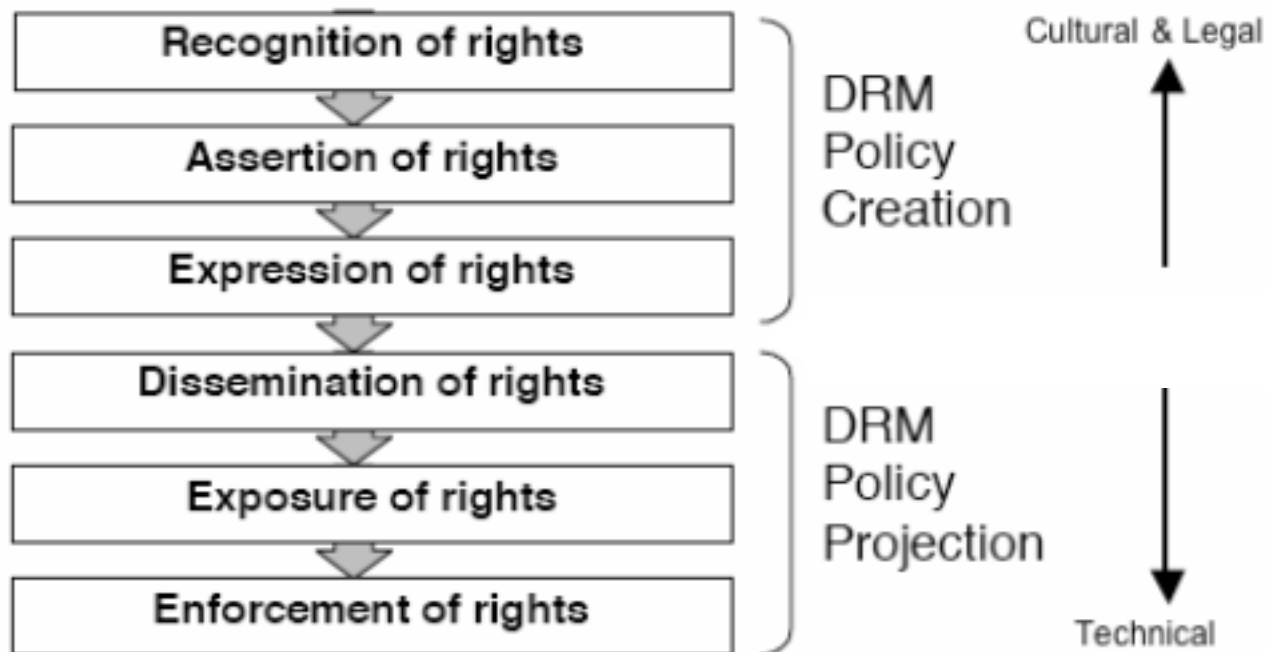 Recognition of rights
Assertion of rights
Expression of rights
Dissemination of rights
Exposure of rights
Enforcement of rights
DRM
Policy
Creation
DRM
Policy
Projection
Cultural & Legal
Technical